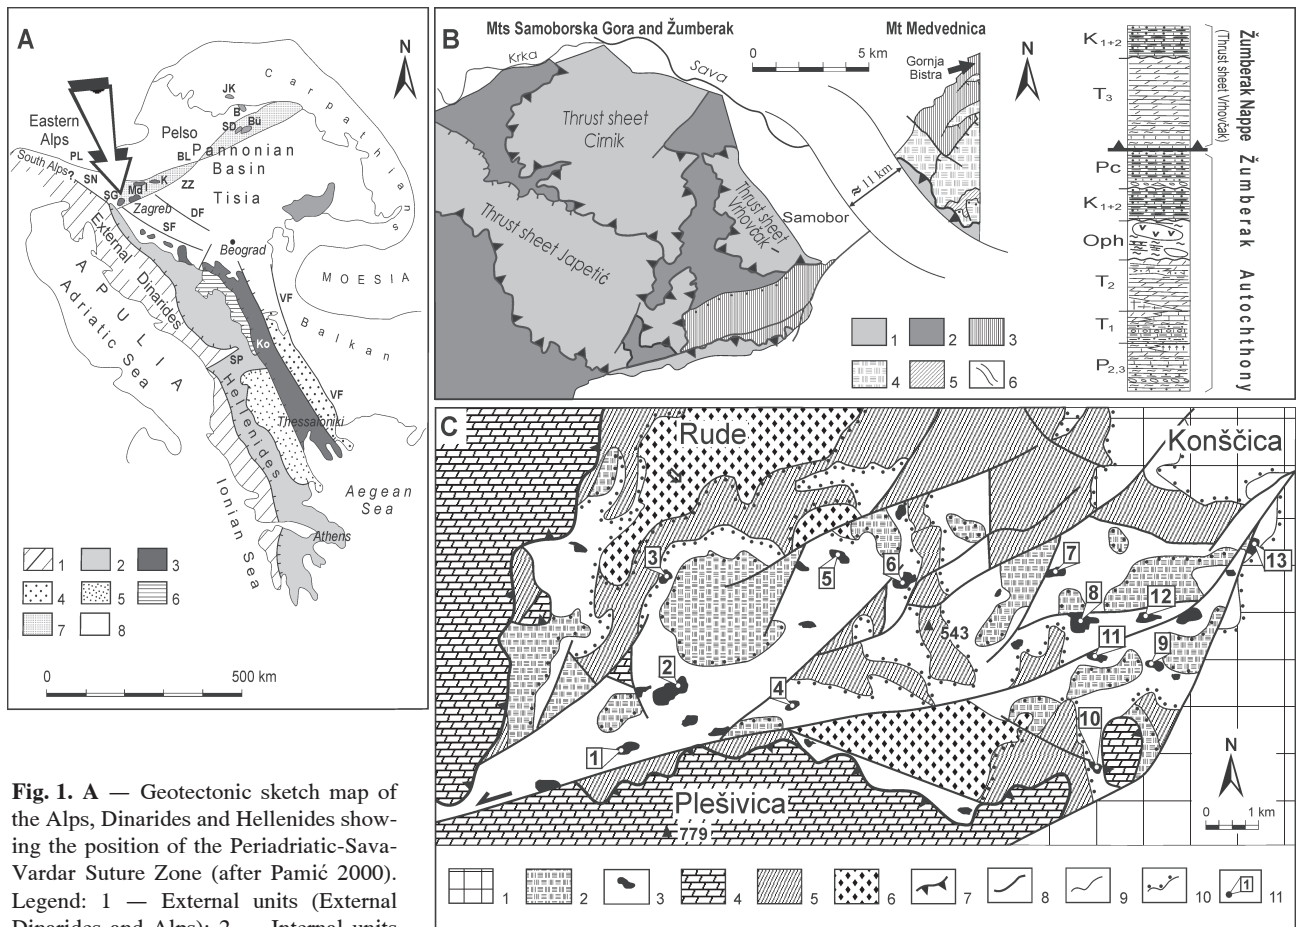 A
N
JK
B
SD
Bü
Carpathians
Eastern
Alps
Pelso
Pannonian
Basin
PL
BL
South Alps
?
SN
SG
Md
K
ZZ
Tisia
Zagreb
DF
SF
Beograd
External Dinarides
MOESIA
APULIA
Adriatic Sea
VF
Balkan
Ko
SP
VF
Hellenides
Thessaloniki
Aegean
Sea
Ionian Sea
Athens
1 2 3
4 5 6
7 8
0 500 km
B
Mts Samoborska Gora and Žumberak
Mt Medvednica
Krka
Sava
0 5 km
Gornja
Bistra
N
Thrust sheet
Cirnik
≈11 km
Thrust sheet
Vrhovčak
Samobor
Thrust sheet Japetić
1 2 3
4 5 6
K1+2
T3
Pc
K1+2
Oph
T2
T1
P2,3
(Thrust sheet Vrhovčak)
Žumberak Nappe
Žumberak Autochthony
C
Rude
Konščica
3
5
6
7
8
12
13
543
11
9
2
4
10
1
N
0 1 km
Plešivica
779
1 2 3 4 5 6 7 8 9 10 1 11
Fig. 1. A — Geotectonic sketch map of
the Alps, Dinarides and Hellenides show-
ing the position of the Periadriatic-Sava-
Vardar Suture Zone (after Pamić 2000).
Legend: 1 — External units (External
Dinarides and Alps); 2 — Internal units